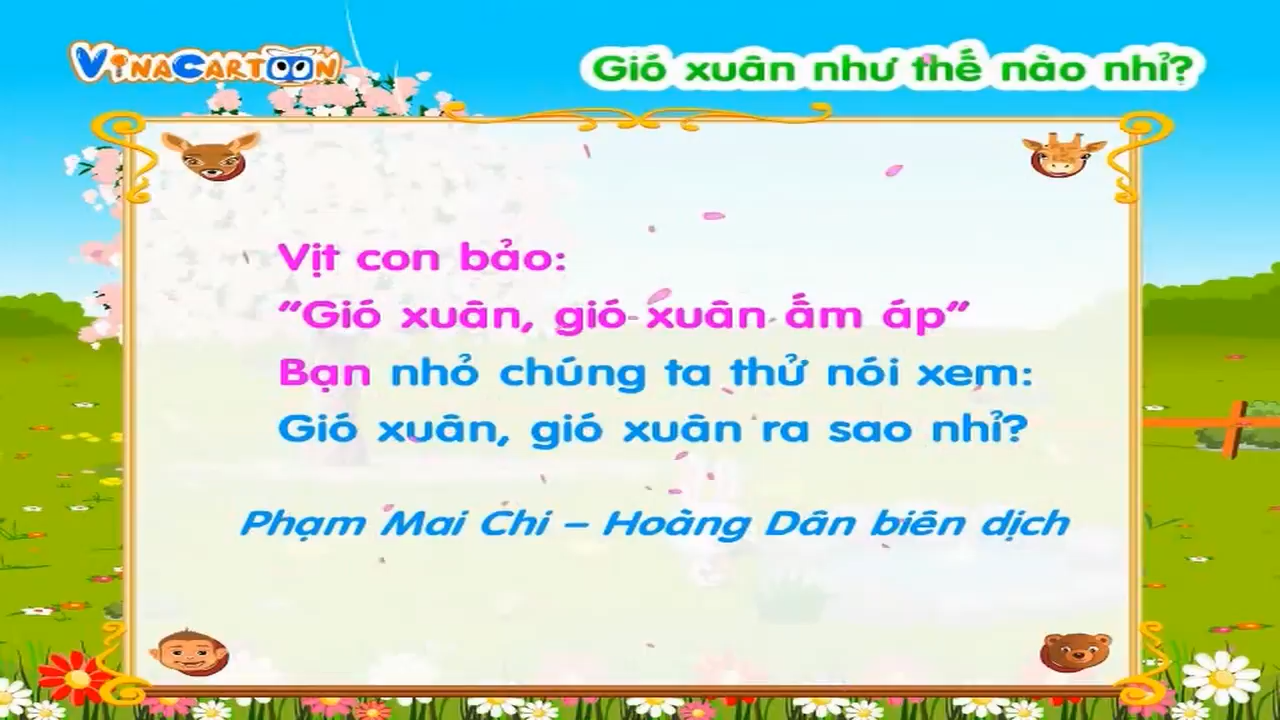 VINACARTOON
Gió xuân như thế nào nhỉ?
Vịt con bảo:
“Gió xuân, gió xuân ấm áp”
Bạn nhỏ chúng ta thử nói xem:
Gió xuân, gió xuân ra sao nhỉ?
Phạm Mai Chi – Hoàng Dân biên dịch